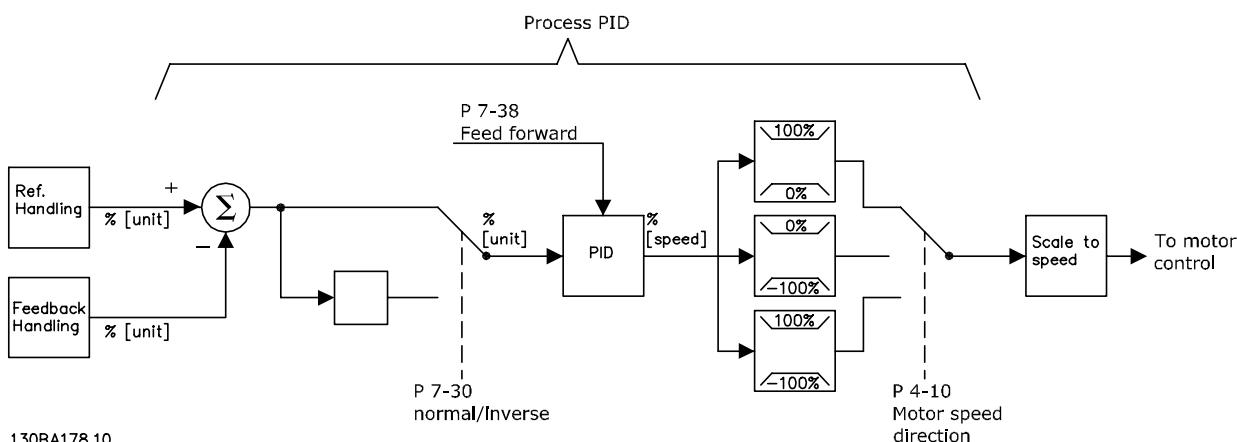 Process PID
P 7-38
Feed forward
Ref.
Handling
+
% [unit]
Σ
−
Feedback
Handling
% [unit]
P 7-30
normal/inverse
%
[unit]
PID
%
[speed]
100%
0%
0%
−100%
100%
−100%
P 4-10
Motor speed
direction
Scale to
speed
To motor
control
130BA178.10